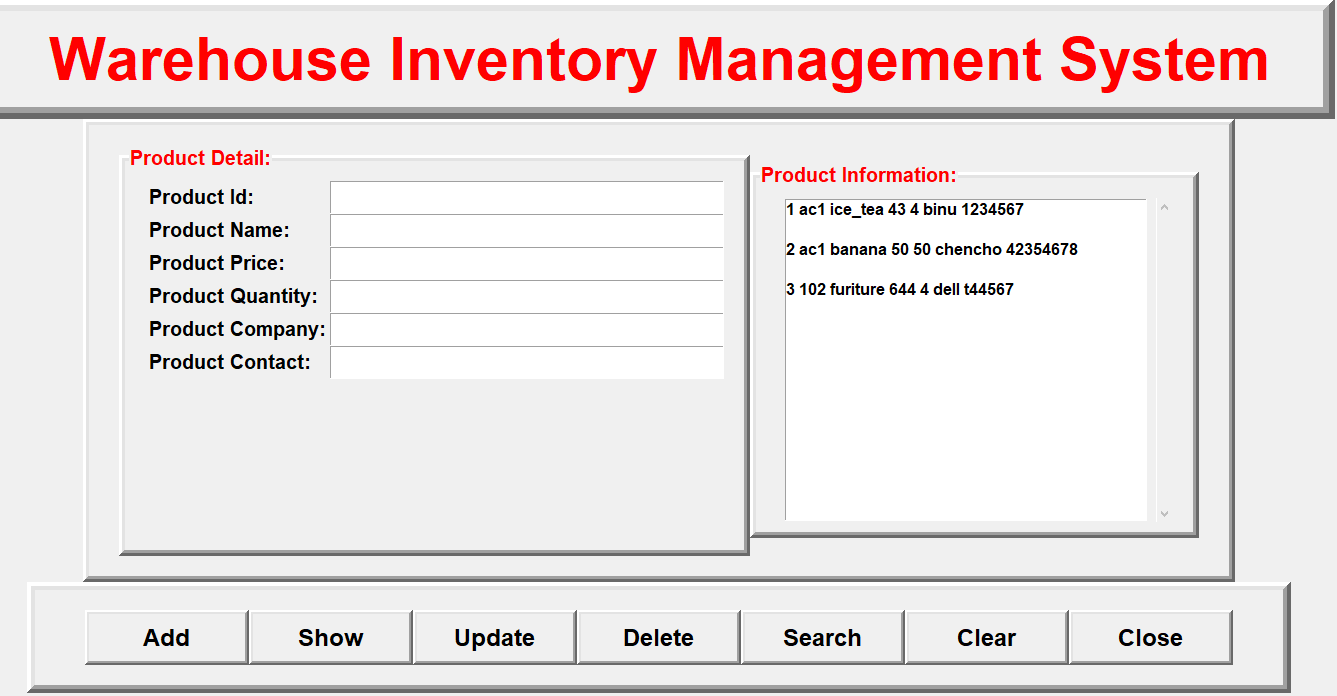 Warehouse Inventory Management System
Product Detail:
Product Id:
Product Name:
Product Price:
Product Quantity:
Product Company:
Product Contact:
Product Information:
1 ac1 ice_tea 43 4 binu 1234567
2 ac1 banana 50 50 chencho 42354678
3 102 furiture 644 4 dell t44567
Add Show Update Delete Search Clear Close